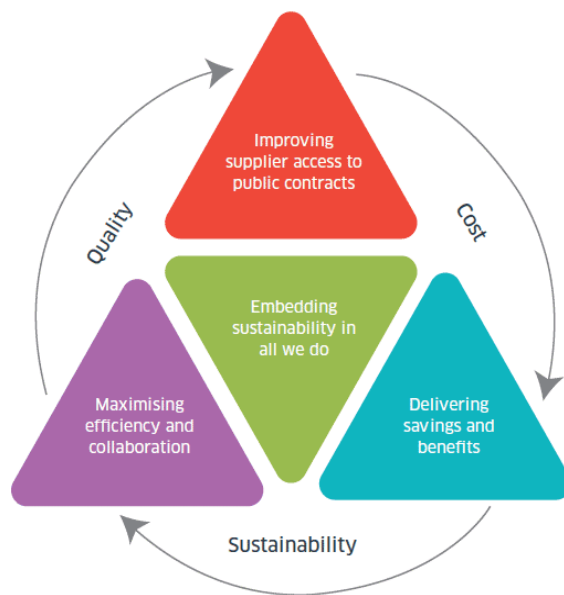 Improving
supplier access to
public contracts
Quality
Cost
Embedding
sustainability in
all we do
Maximising
efficiency and
collaboration
Delivering
savings and
benefits
Sustainability